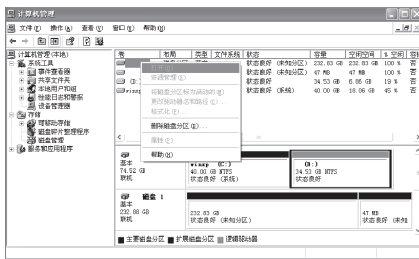 计算机管理
文件(F) 操作(A) 查看(V) 窗口(W) 帮助(H)
计算机管理(本地)
系统工具
事件查看器
共享文件夹
本地用户和组
性能日志和警报
设备管理器
存储
可移动存储
磁盘碎片整理程序
磁盘管理
服务和应用程序
卷 布局 类型 文件系统 状态 容量 空闲空间 % 空闲
状态良好 (未知分区) 232.83 GB 232.83 GB 100 % 否
状态良好 (未知分区) 47 MB 47 MB 100 % 否
(D:) 状态良好 34.53 GB 6.86 GB 19 % 否
winxp 状态良好 (系统) 40.00 GB 18.06 GB 45 % 否
资源管理(E)
将磁盘分区标为活动的(M)
更改驱动器名和路径(C)...
格式化(F)...
删除磁盘分区(D)...
属性(P)
帮助(H)
基本
74.52 GB
联机
winxp (C:)
40.00 GB NTFS
状态良好 (系统)
(D:)
34.53 GB NTFS
状态良好
磁盘 1
基本
232.88 GB
联机
232.83 GB
状态良好 (未知分区)
47 MB
状态良好 (未知
主要磁盘分区 扩展磁盘分区 逻辑驱动器